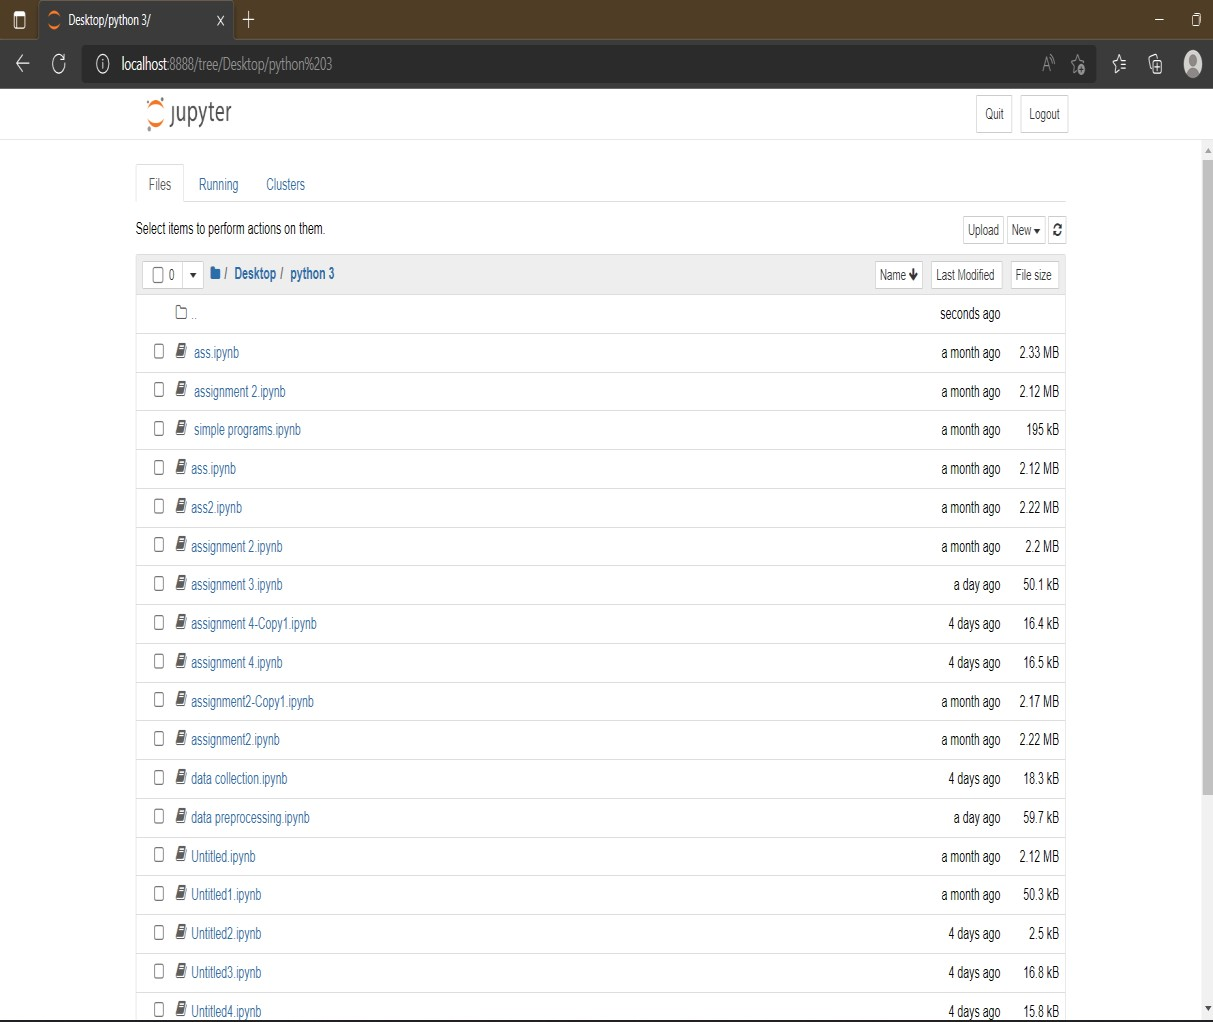 Desktop/python 3/
localhost:8888/tree/Desktop/python%203
jupyter Quit Logout
Files Running Clusters
Select items to perform actions on them. Upload New
0 / Desktop / python 3 Name Last Modified File size
.. seconds ago
ass.ipynb a month ago 2.33 MB
assignment 2.ipynb a month ago 2.12 MB
simple programs.ipynb a month ago 195 kB
ass.ipynb a month ago 2.12 MB
ass2.ipynb a month ago 2.22 MB
assignment 2.ipynb a month ago 2.2 MB
assignment 3.ipynb a day ago 50.1 kB
assignment 4-Copy1.ipynb 4 days ago 16.4 kB
assignment 4.ipynb 4 days ago 16.5 kB
assignment2-Copy1.ipynb a month ago 2.17 MB
assignment2.ipynb a month ago 2.22 MB
data collection.ipynb 4 days ago 18.3 kB
data preprocessing.ipynb a day ago 59.7 kB
Untitled.ipynb a month ago 2.12 MB
Untitled1.ipynb a month ago 50.3 kB
Untitled2.ipynb 4 days ago 2.5 kB
Untitled3.ipynb 4 days ago 16.8 kB
Untitled4.ipynb 4 days ago 15.8 kB